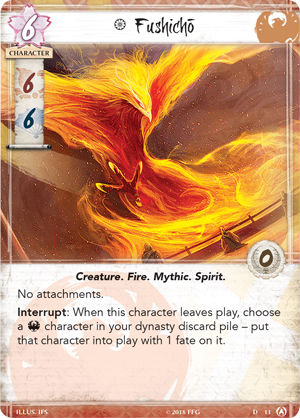 6
Fushichō
CHARACTER
6
6
0
Creature. Fire. Mythic. Spirit.
No attachments.
Interrupt: When this character leaves play, choose
a character in your dynasty discard pile – put
that character into play with 1 fate on it.
ILLUS. IFS
©2018 FFG
D 11